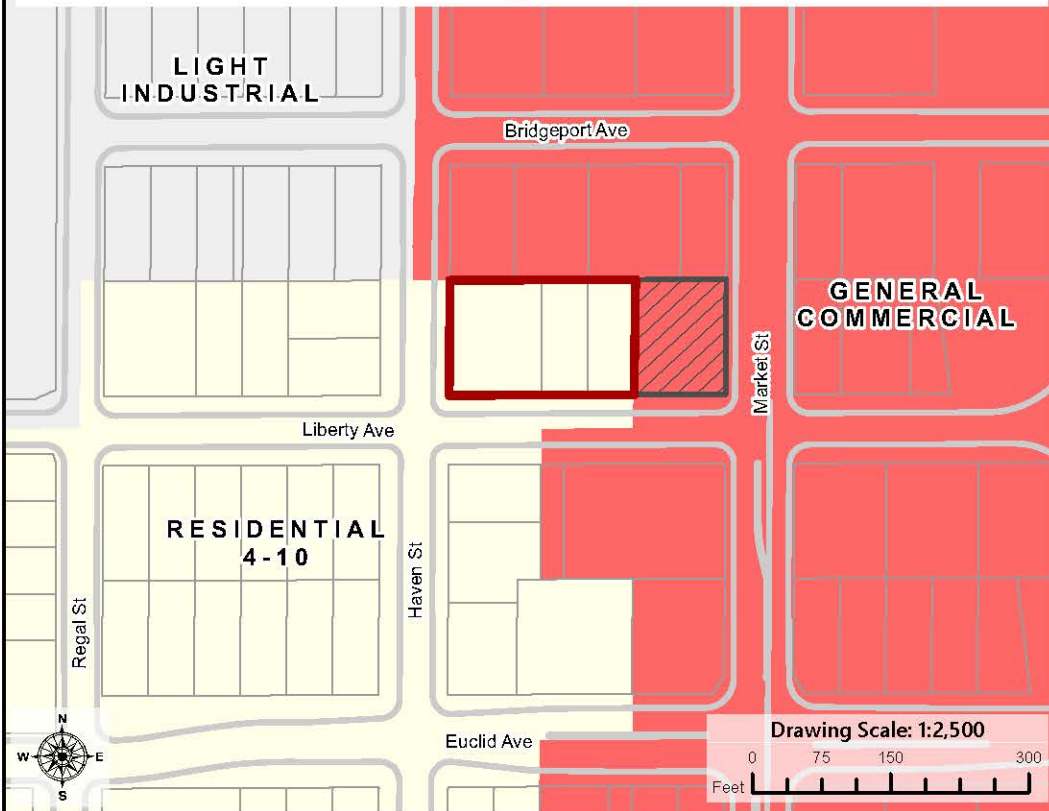 LIGHT
INDUSTRIAL
Bridgeport Ave
GENERAL
COMMERCIAL
Market St
Liberty Ave
RESIDENTIAL
4-10
Haven St
Regal St
Euclid Ave
N
W
E
S
Drawing Scale: 1:2,500
0 75 150 300
Feet